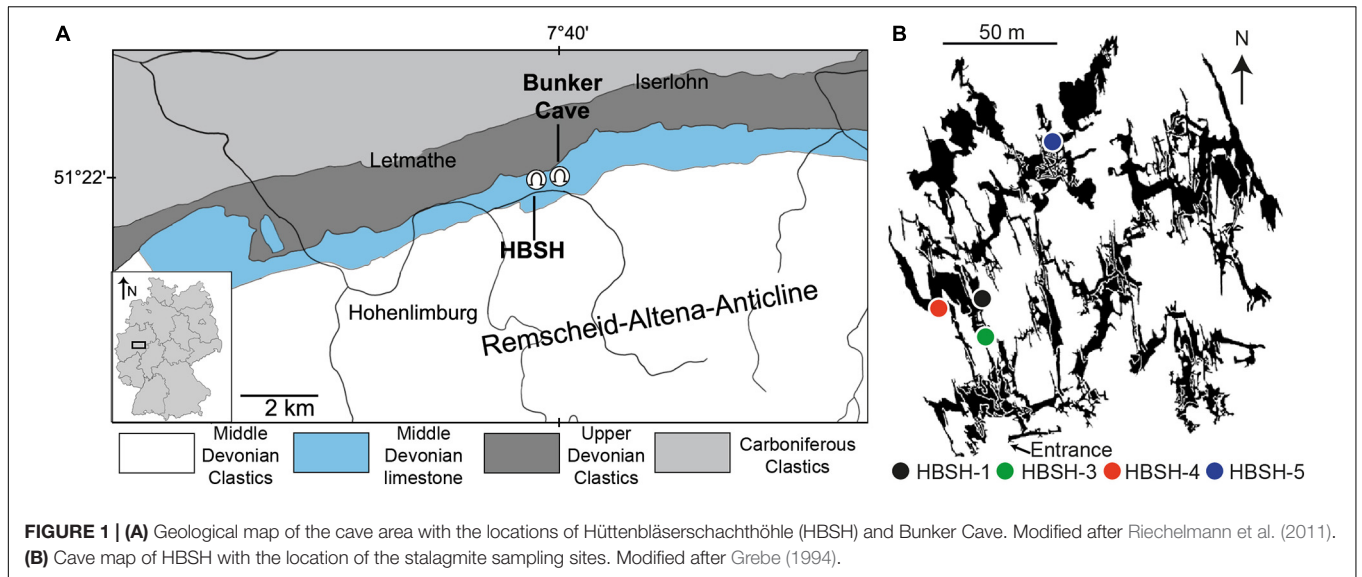 A
7°40'
Bunker
Cave
Iserlohn
Letmathe
51°22'
HBSH
Hohenlimburg
Remscheid-Altena-Anticline
N
2 km
Middle
Devonian
Clastics
Middle
Devonian
limestone
Upper
Devonian
Clastics
Carboniferous
Clastics
B
50 m
N
Entrance
HBSH-1 HBSH-3 HBSH-4 HBSH-5
FIGURE 1 | (A) Geological map of the cave area with the locations of Hüttenbläserschachthöhle (HBSH) and Bunker Cave. Modified after Riechelmann et al. (2011).
(B) Cave map of HBSH with the location of the stalagmite sampling sites. Modified after Grebe (1994).